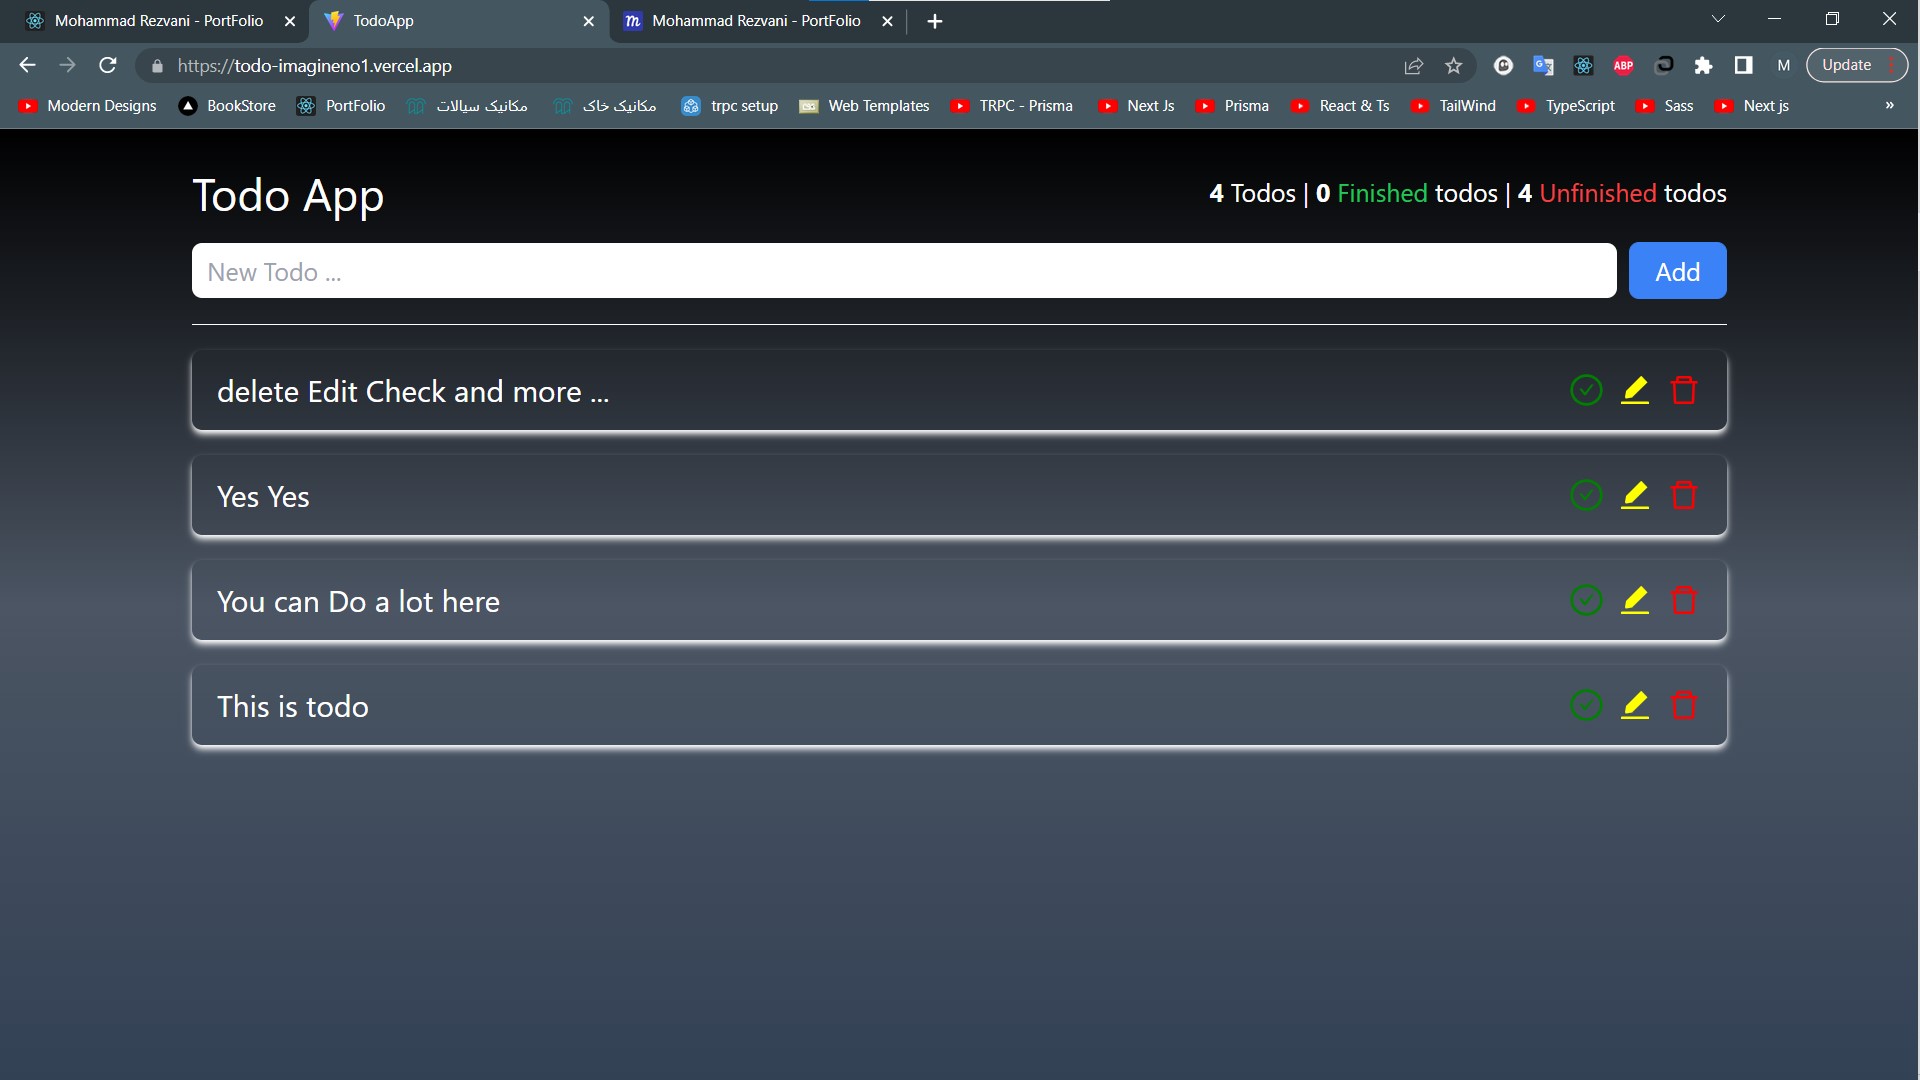 Mohammad Rezvani - PortFolio
TodoApp
Mohammad Rezvani - PortFolio
https://todo-imagineno1.vercel.app
ABP
M
Update
Modern Designs
BookStore
PortFolio
مکانیک سیالات
مکانیک خاک
trpc setup
Web Templates
TRPC - Prisma
Next Js
Prisma
React & Ts
TailWind
TypeScript
Sass
Next js
»
Todo App
4 Todos | 0 Finished todos | 4 Unfinished todos
New Todo ...
Add
delete Edit Check and more ...
Yes Yes
You can Do a lot here
This is todo